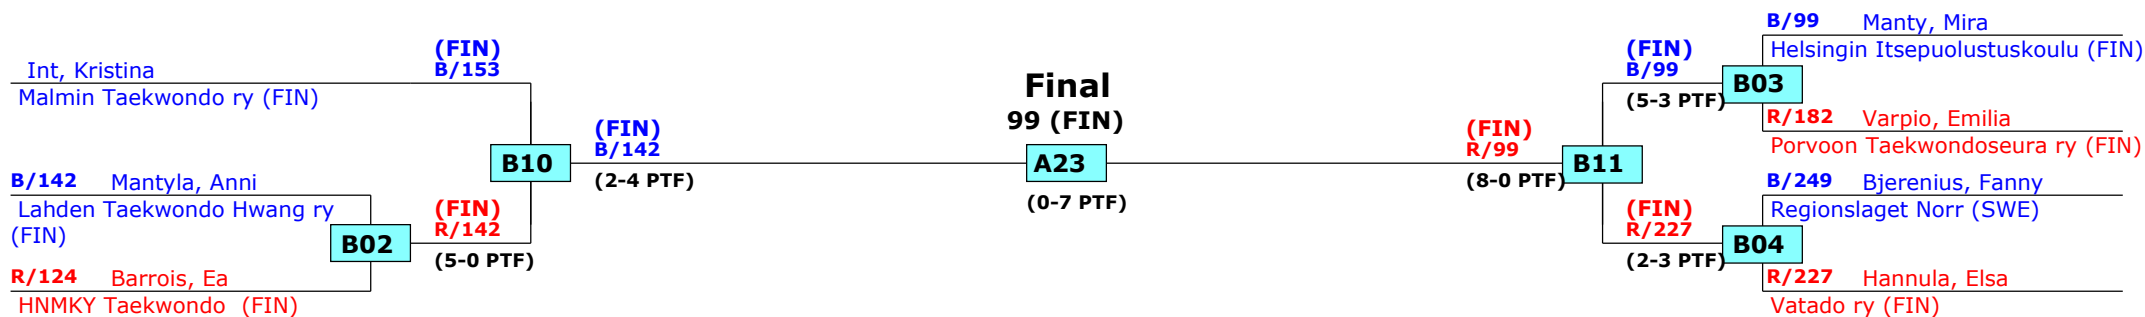 Int, Kristina
Malmin Taekwondo ry (FIN)
(FIN)
B/153
B/142 Mantyla, Anni
Lahden Taekwondo Hwang ry
(FIN)
B02
R/124 Barrois, Ea
HNMKY Taekwondo (FIN)
(FIN)
R/142
(5-0 PTF)
B10
(FIN)
B/142
(2-4 PTF)
Final
99 (FIN)
A23
(0-7 PTF)
(FIN)
R/99
(8-0 PTF)
B11
(FIN)
B/99
(5-3 PTF)
B03
B/99 Manty, Mira
Helsingin Itsepuolustuskoulu (FIN)
R/182 Varpio, Emilia
Porvoon Taekwondoseura ry (FIN)
(FIN)
R/227
(2-3 PTF)
B04
B/249 Bjerenius, Fanny
Regionslaget Norr (SWE)
R/227 Hannula, Elsa
Vatado ry (FIN)